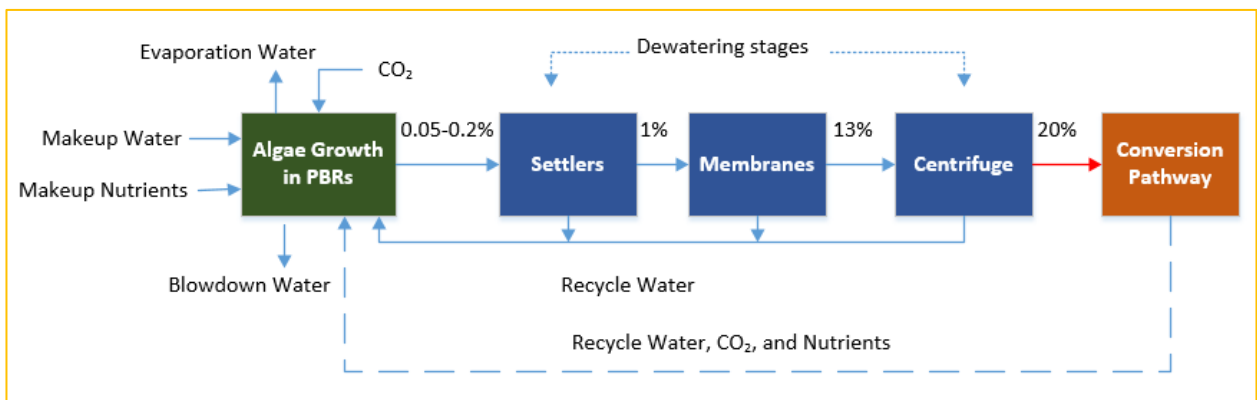 Evaporation Water
Dewatering stages
CO₂
Makeup Water
Makeup Nutrients
Algae Growth
in PBRs
0.05-0.2%
Settlers
1%
Membranes
13%
Centrifuge
20%
Conversion
Pathway
Blowdown Water
Recycle Water
Recycle Water, CO₂, and Nutrients